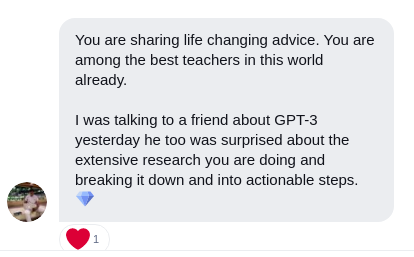 You are sharing life changing advice. You are
among the best teachers in this world
already.
I was talking to a friend about GPT-3
yesterday he too was surprised about the
extensive research you are doing and
breaking it down and into actionable steps.
💎
1